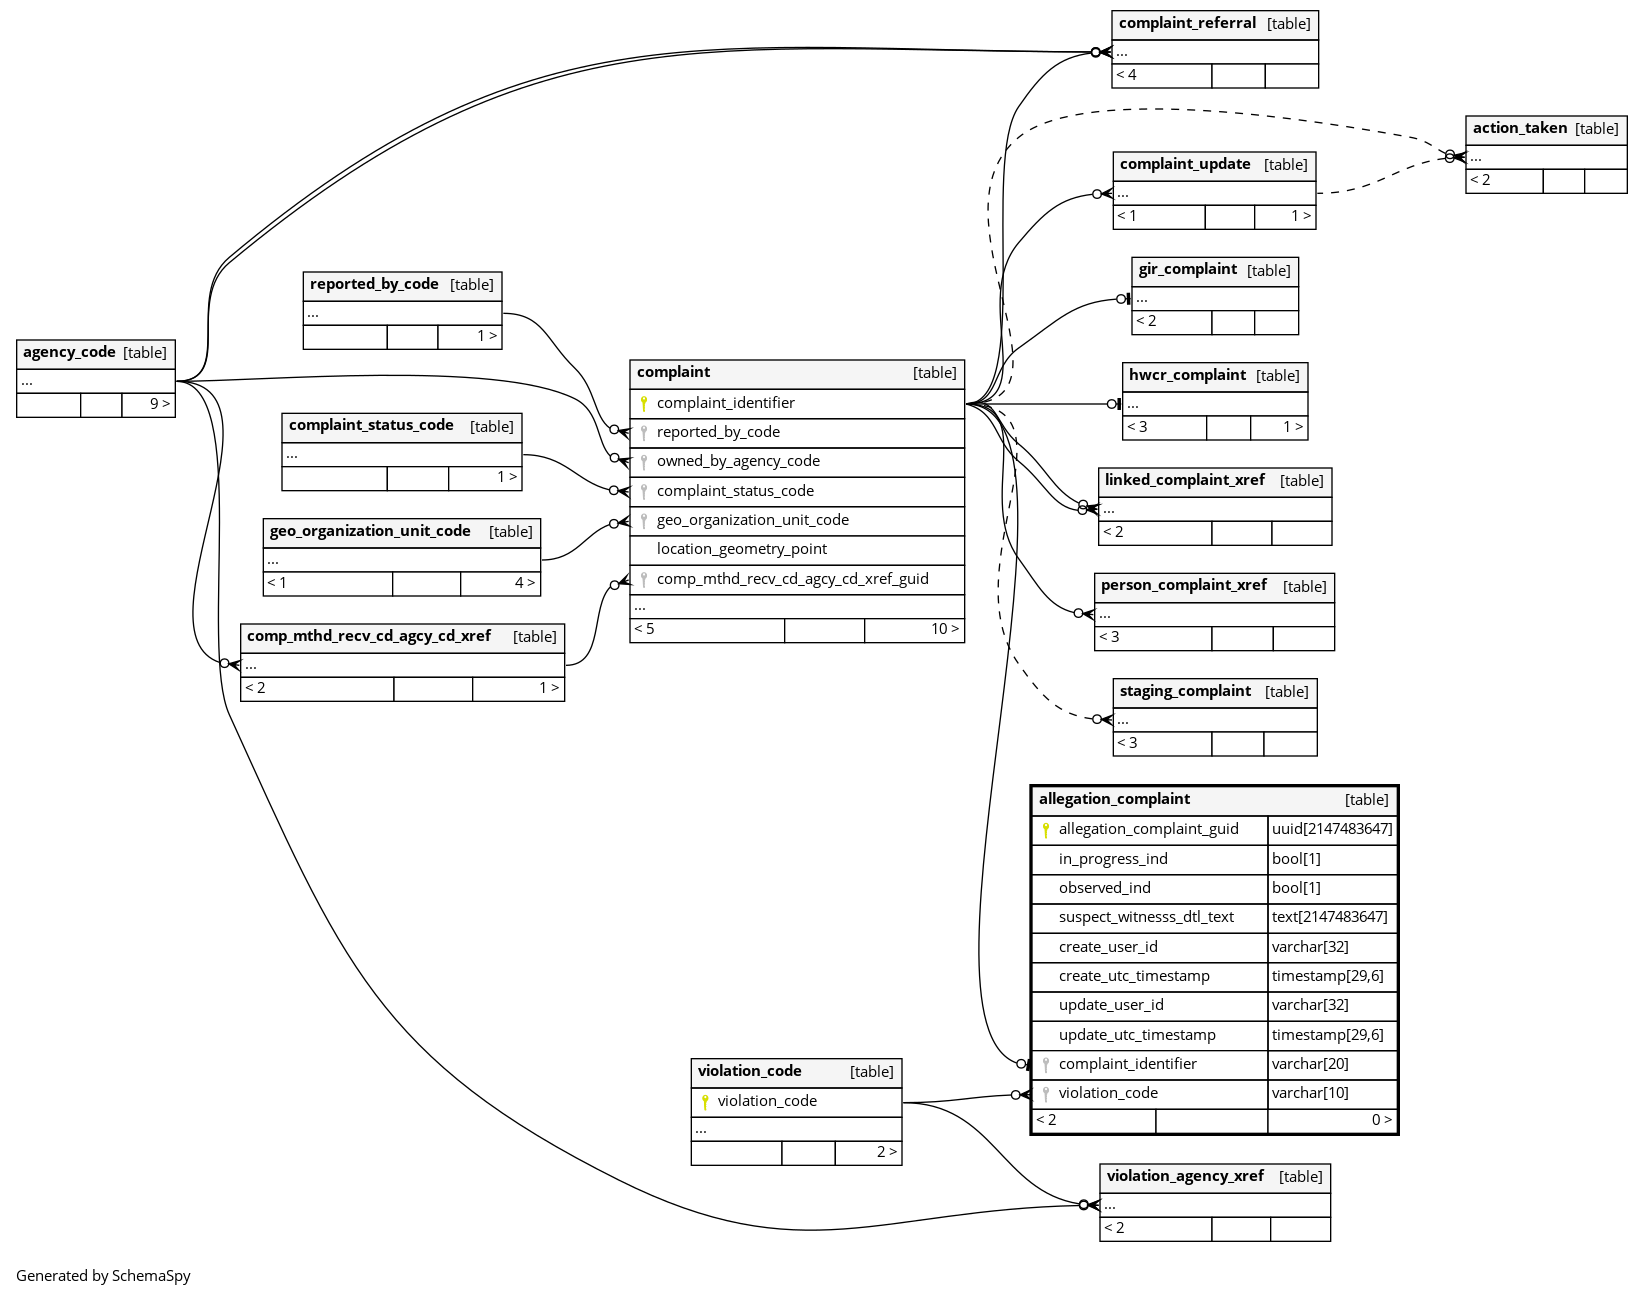 complaint_referral [table]
...
< 4
action_taken [table]
...
< 2
complaint_update [table]
...
< 1 1 >
gir_complaint [table]
...
< 2
reported_by_code [table]
...
1 >
agency_code [table]
...
9 >
complaint [table]
complaint_identifier
reported_by_code
owned_by_agency_code
complaint_status_code
geo_organization_unit_code
location_geometry_point
comp_mthd_recv_cd_agcy_cd_xref_guid
...
< 5 10 >
hwcr_complaint [table]
...
< 3 1 >
complaint_status_code [table]
...
1 >
linked_complaint_xref [table]
...
< 2
geo_organization_unit_code [table]
...
< 1 4 >
person_complaint_xref [table]
...
< 3
comp_mthd_recv_cd_agcy_cd_xref [table]
...
< 2 1 >
staging_complaint [table]
...
< 3
allegation_complaint [table]
allegation_complaint_guid uuid[2147483647]
in_progress_ind bool[1]
observed_ind bool[1]
suspect_witnesss_dtl_text text[2147483647]
create_user_id varchar[32]
create_utc_timestamp timestamp[29,6]
update_user_id varchar[32]
update_utc_timestamp timestamp[29,6]
complaint_identifier varchar[20]
violation_code varchar[10]
< 2 0 >
violation_code [table]
violation_code
...
2 >
violation_agency_xref [table]
...
< 2
Generated by SchemaSpy